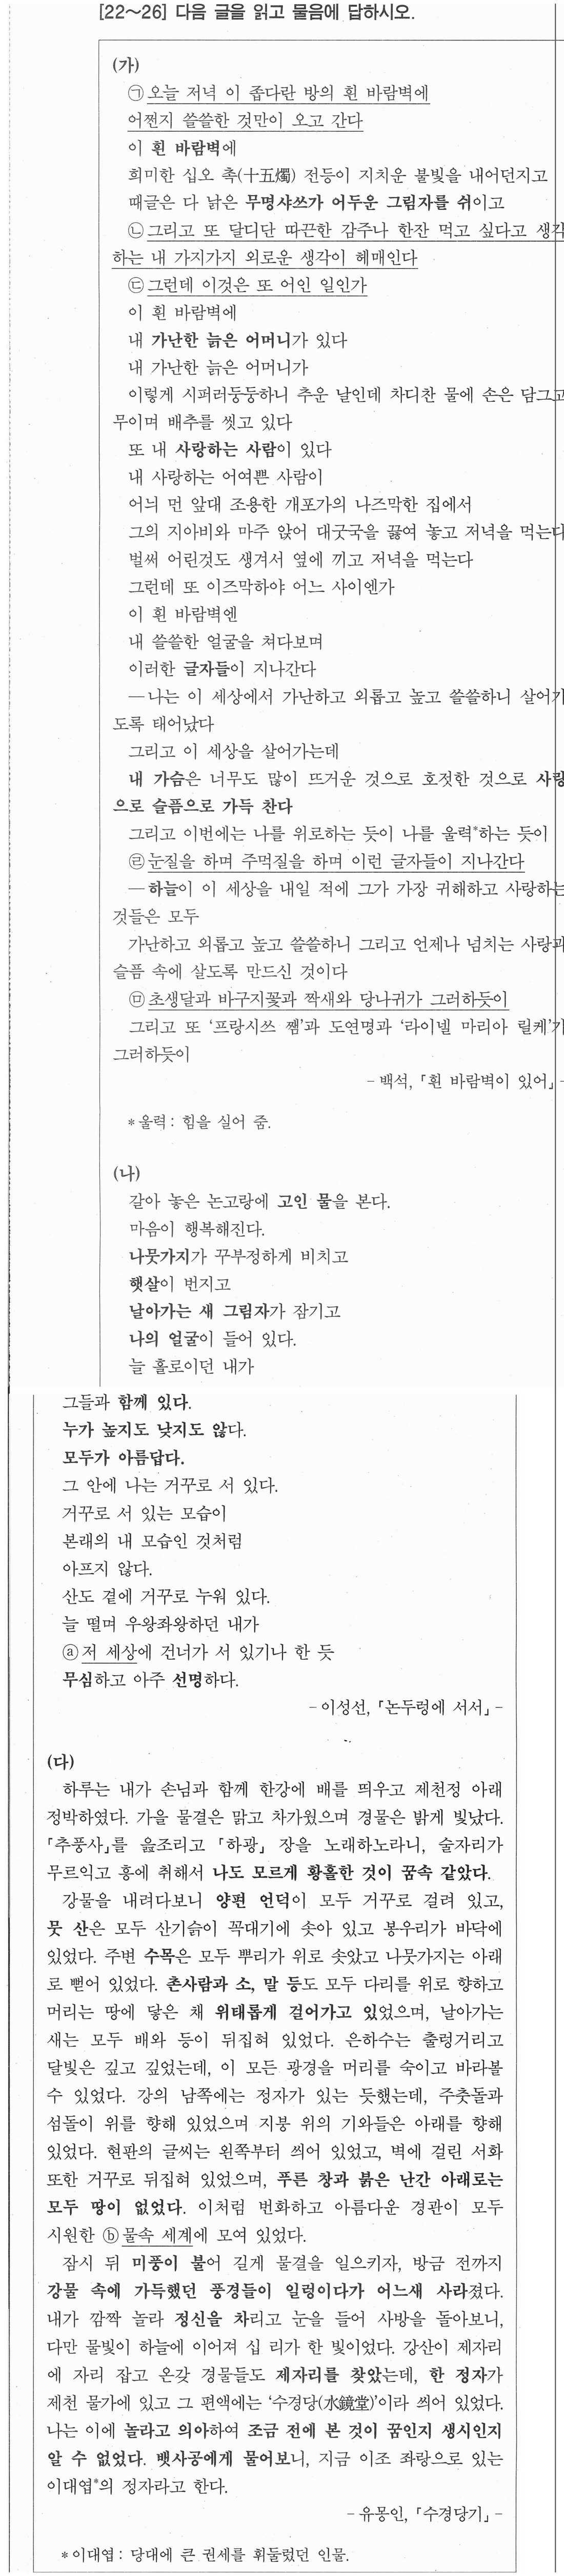 [22~26] 다음 글을 읽고 물음에 답하시오.
(가)
㉠오늘 저녁 이 좁다란 방의 흰 바람벽에
어쩐지 쓸쓸한 것만이 오고 간다
이 흰 바람벽에
희미한 십오 촉(十五燭) 전등이 지치운 불빛을 내어던지고
때글은 다 낡은 무명샤쓰가 어두운 그림자를 쉬이고
㉡그리고 또 달디단 따끈한 감주나 한잔 먹고 싶다고 생각
하는 내 가지가지 외로운 생각이 헤매인다
㉢그런데 이것은 또 어인 일인가
이 흰 바람벽에
내 가난한 늙은 어머니가 있다
내 가난한 늙은 어머니가
이렇게 시퍼러둥둥하니 추운 날인데 차디찬 물에 손은 담그고
무이며 배추를 씻고 있다
또 내 사랑하는 사람이 있다
내 사랑하는 어여쁜 사람이
어늬 먼 앞대 조용한 개포가의 나즈막한 집에서
그의 지아비와 마주 앉어 대굿국을 끓여 놓고 저녁을 먹는다
벌써 어린것도 생겨서 옆에 끼고 저녁을 먹는다
그런데 또 이즈막하야 어느 사이엔가
이 흰 바람벽엔
내 쓸쓸한 얼굴을 쳐다보며
이러한 글자들이 지나간다
―나는 이 세상에서 가난하고 외롭고 높고 쓸쓸하니 살어가
도록 태어났다
그리고 이 세상을 살어가는데
내 가슴은 너무도 많이 뜨거운 것으로 호젓한 것으로 사랑
으로 슬픔으로 가득 찬다
그리고 이번에는 나를 위로하는 듯이 나를 울력*하는 듯이
㉣눈질을 하며 주먹질을 하며 이런 글자들이 지나간다
―하늘이 이 세상을 내일 적에 그가 가장 귀해하고 사랑하는
것들은 모두
가난하고 외롭고 높고 쓸쓸하니 그리고 언제나 넘치는 사랑과
슬픔 속에 살도록 만드신 것이다
㉤초생달과 바구지꽃과 짝새와 당나귀가 그러하듯이
그리고 또 ‘프랑시쓰 쨈’과 도연명과 ‘라이넬 마리아 릴케’가
그러하듯이
- 백석, 「흰 바람벽이 있어」 -
*울력: 힘을 실어 줌.
(나)
갈아 놓은 논고랑에 고인 물을 본다.
마음이 행복해진다.
나뭇가지가 꾸부정하게 비치고
햇살이 번지고
날아가는 새 그림자가 잠기고
나의 얼굴이 들어 있다.
늘 홀로이던 내가
그들과 함께 있다.
누가 높지도 낮지도 않다.
모두가 아름답다.
그 안에 나는 거꾸로 서 있다.
거꾸로 서 있는 모습이
본래의 내 모습인 것처럼
아프지 않다.
산도 곁에 거꾸로 누워 있다.
늘 떨며 우왕좌왕하던 내가
ⓐ저 세상에 건너가 서 있기나 한 듯
무심하고 아주 선명하다.
- 이성선, 「논두렁에 서서」 -
(다)
하루는 내가 손님과 함께 한강에 배를 띄우고 제천정 아래
정박하였다. 가을 물결은 맑고 차가웠으며 경물은 밝게 빛났다.
「추풍사」를 읊조리고 「하광」 장을 노래하노라니, 술자리가
무르익고 흥에 취해서 나도 모르게 황홀한 것이 꿈속 같았다.
강물을 내려다보니 양편 언덕이 모두 거꾸로 걸려 있고,
뭇 산은 모두 산기슭이 꼭대기에 솟아 있고 봉우리가 바닥에
있었다. 주변 수목은 모두 뿌리가 위로 솟았고 나뭇가지는 아래
로 뻗어 있었다. 촌사람과 소, 말 등도 모두 다리를 위로 향하고
머리는 땅에 닿은 채 위태롭게 걸어가고 있었으며, 날아가는
새는 모두 배와 등이 뒤집혀 있었다. 은하수는 출렁거리고
달빛은 깊고 깊었는데, 이 모든 광경을 머리를 숙이고 바라볼
수 있었다. 강의 남쪽에는 정자가 있는 듯했는데, 주춧돌과
섬돌이 위를 향해 있었으며 지붕 위의 기와들은 아래를 향해
있었다. 현판의 글씨는 왼쪽부터 씌어 있었고, 벽에 걸린 서화
또한 거꾸로 뒤집혀 있었으며, 푸른 창과 붉은 난간 아래로는
모두 땅이 없었다. 이처럼 번화하고 아름다운 경관이 모두
시원한 ⓑ물속 세계에 모여 있었다.
잠시 뒤 미풍이 불어 길게 물결을 일으키자, 방금 전까지
강물 속에 가득했던 풍경들이 일렁이다가 어느새 사라졌다.
내가 깜짝 놀라 정신을 차리고 눈을 들어 사방을 돌아보니,
다만 물빛이 하늘에 이어져 십 리가 한 빛이었다. 강산이 제자리
에 자리 잡고 온갖 경물들도 제자리를 찾았는데, 한 정자가
제천 물가에 있고 그 편액에는 ‘수경당(水鏡堂)’이라 씌어 있었다.
나는 이에 놀라고 의아하여 조금 전에 본 것이 꿈인지 생시인지
알 수 없었다. 뱃사공에게 물어보니, 지금 이조 좌랑으로 있는
이대엽*의 정자라고 한다.
- 유몽인, 「수경당기」 -
*이대엽: 당대에 큰 권세를 휘둘렀던 인물.